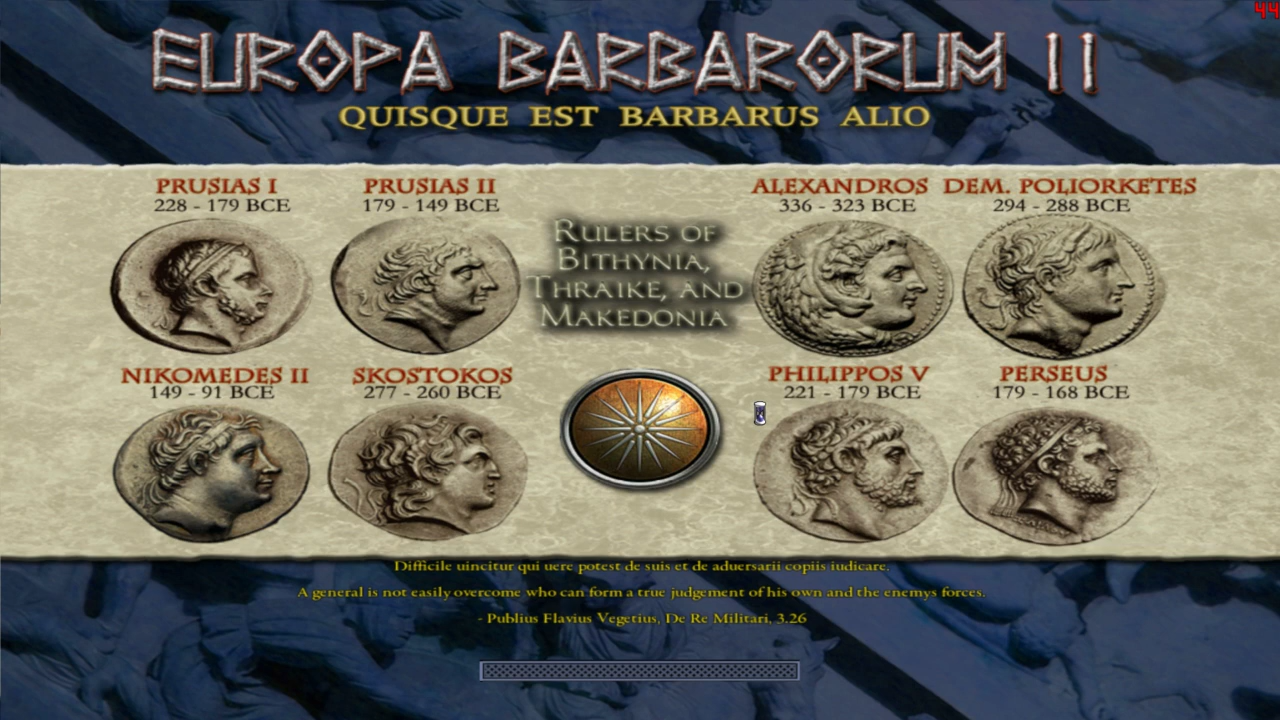 44
EUROPA BARBARORUM II
QUISQUE EST BARBARUS ALIO
PRUSIAS I
228 - 179 BCE
PRUSIAS II
179 - 149 BCE
ALEXANDROS
336 - 323 BCE
DEM. POLIORKETES
294 - 288 BCE
RULERS OF
BITHYNIA,
THRAIKE, AND
MAKEDONIA
NIKOMEDES II
149 - 91 BCE
SKOSTOKOS
277 - 260 BCE
PHILIPPOS V
221 - 179 BCE
PERSEUS
179 - 168 BCE
Difficile uincitur qui uere potest de suis et de aduersarii copiis iudicare.
A general is not easily overcome who can form a true judgement of his own and the enemys forces.
- Publius Flavius Vegetius, De Re Militari, 3.26